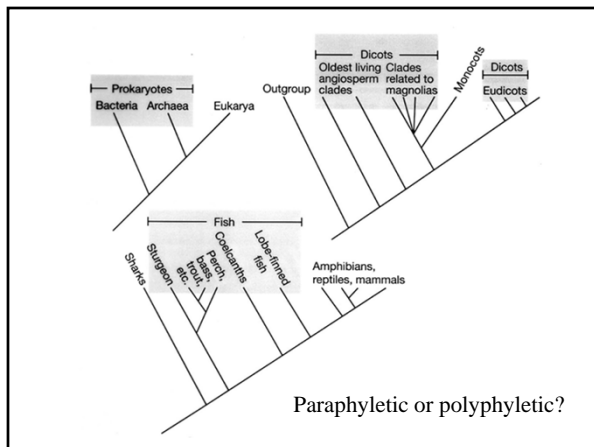 Prokaryotes
Bacteria Archaea
Eukarya
Outgroup
Dicots
Oldest living
angiosperm
clades
Clades
related to
magnolias
Monocots
Dicots
Eudicots
Fish
Sharks
Sturgeon
Perch,
bass,
trout,
etc.
Coelcanths
Lobe-finned
fish
Amphibians,
reptiles, mammals
Paraphyletic or polyphyletic?